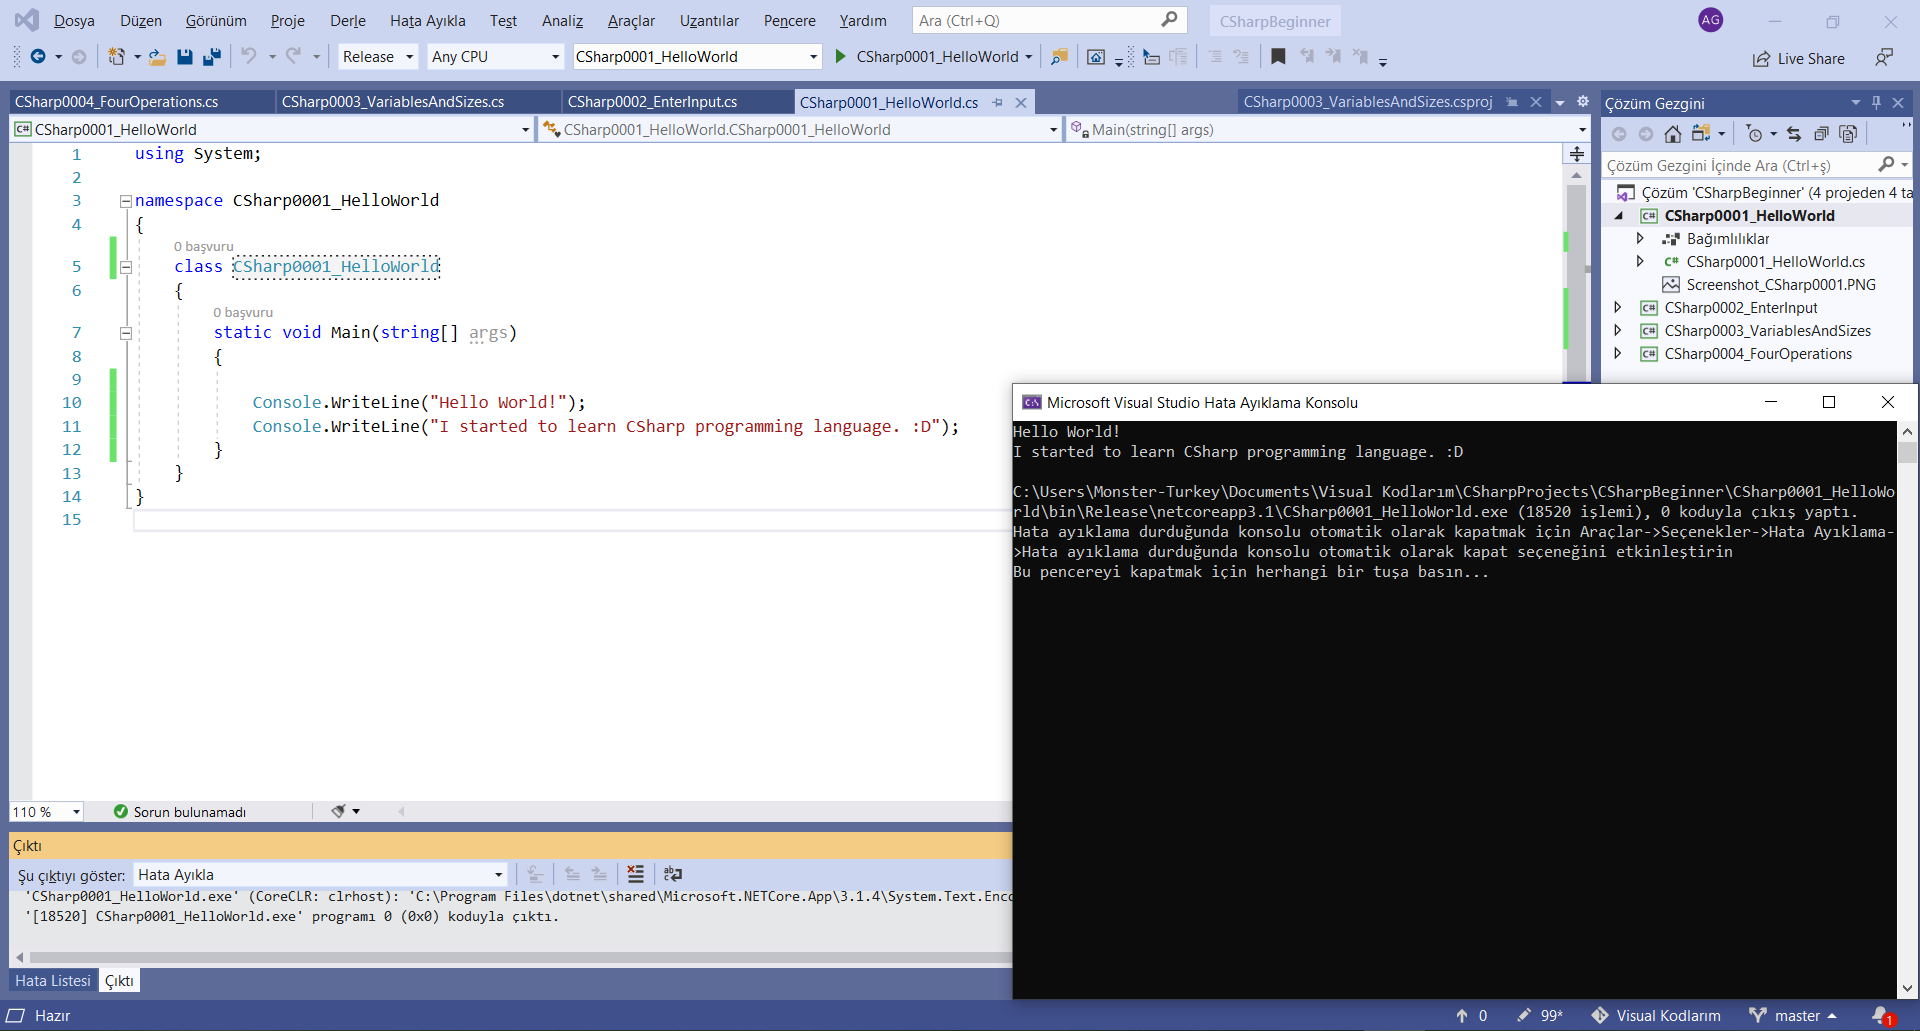 Dosya Düzen Görünüm Proje Derle Hata Ayıkla Test Analiz Araçlar Uzantılar Pencere Yardım Ara (Ctrl+Q) CSharpBeginner AG
Release Any CPU CSharp0001_HelloWorld CSharp0001_HelloWorld Live Share
CSharp0004_FourOperations.cs CSharp0003_VariablesAndSizes.cs CSharp0002_EnterInput.cs CSharp0001_HelloWorld.cs CSharp0003_VariablesAndSizes.csproj
C# CSharp0001_HelloWorld CSharp0001_HelloWorld.CSharp0001_HelloWorld Main(string[] args)
1 using System;
2
3 namespace CSharp0001_HelloWorld
4 {
0 başvuru
5 class CSharp0001_HelloWorld
6 {
0 başvuru
7 static void Main(string[] args)
8 {
9
10 Console.WriteLine("Hello World!");
11 Console.WriteLine("I started to learn CSharp programming language. :D");
12 }
13 }
14 }
15
110 % Sorun bulunamadı
Çıktı
Şu çıktıyı göster: Hata Ayıkla
'CSharp0001_HelloWorld.exe' (CoreCLR: clrhost): 'C:\Program Files\dotnet\shared\Microsoft.NETCore.App\3.1.4\System.Text.Enco
'[18520] CSharp0001_HelloWorld.exe' programı 0 (0x0) koduyla çıktı.
Hata Listesi Çıktı
Çözüm Gezgini
Çözüm Gezgini İçinde Ara (Ctrl+ş)
Çözüm 'CSharpBeginner' (4 projeden 4 ta
C# CSharp0001_HelloWorld
Bağımlılıklar
C# CSharp0001_HelloWorld.cs
Screenshot_CSharp0001.PNG
C# CSharp0002_EnterInput
C# CSharp0003_VariablesAndSizes
C# CSharp0004_FourOperations
C:\ Microsoft Visual Studio Hata Ayıklama Konsolu
Hello World!
I started to learn CSharp programming language. :D
C:\Users\Monster-Turkey\Documents\Visual Kodlarım\CSharpProjects\CSharpBeginner\CSharp0001_HelloWo
rld\bin\Release\netcoreapp3.1\CSharp0001_HelloWorld.exe (18520 işlemi), 0 koduyla çıkış yaptı.
Hata ayıklama durduğunda konsolu otomatik olarak kapatmak için Araçlar->Seçenekler->Hata Ayıklama-
>Hata ayıklama durduğunda konsolu otomatik olarak kapat seçeneğini etkinleştirin
Bu pencereyi kapatmak için herhangi bir tuşa basın...
Hazır 0 99* Visual Kodlarım master 1